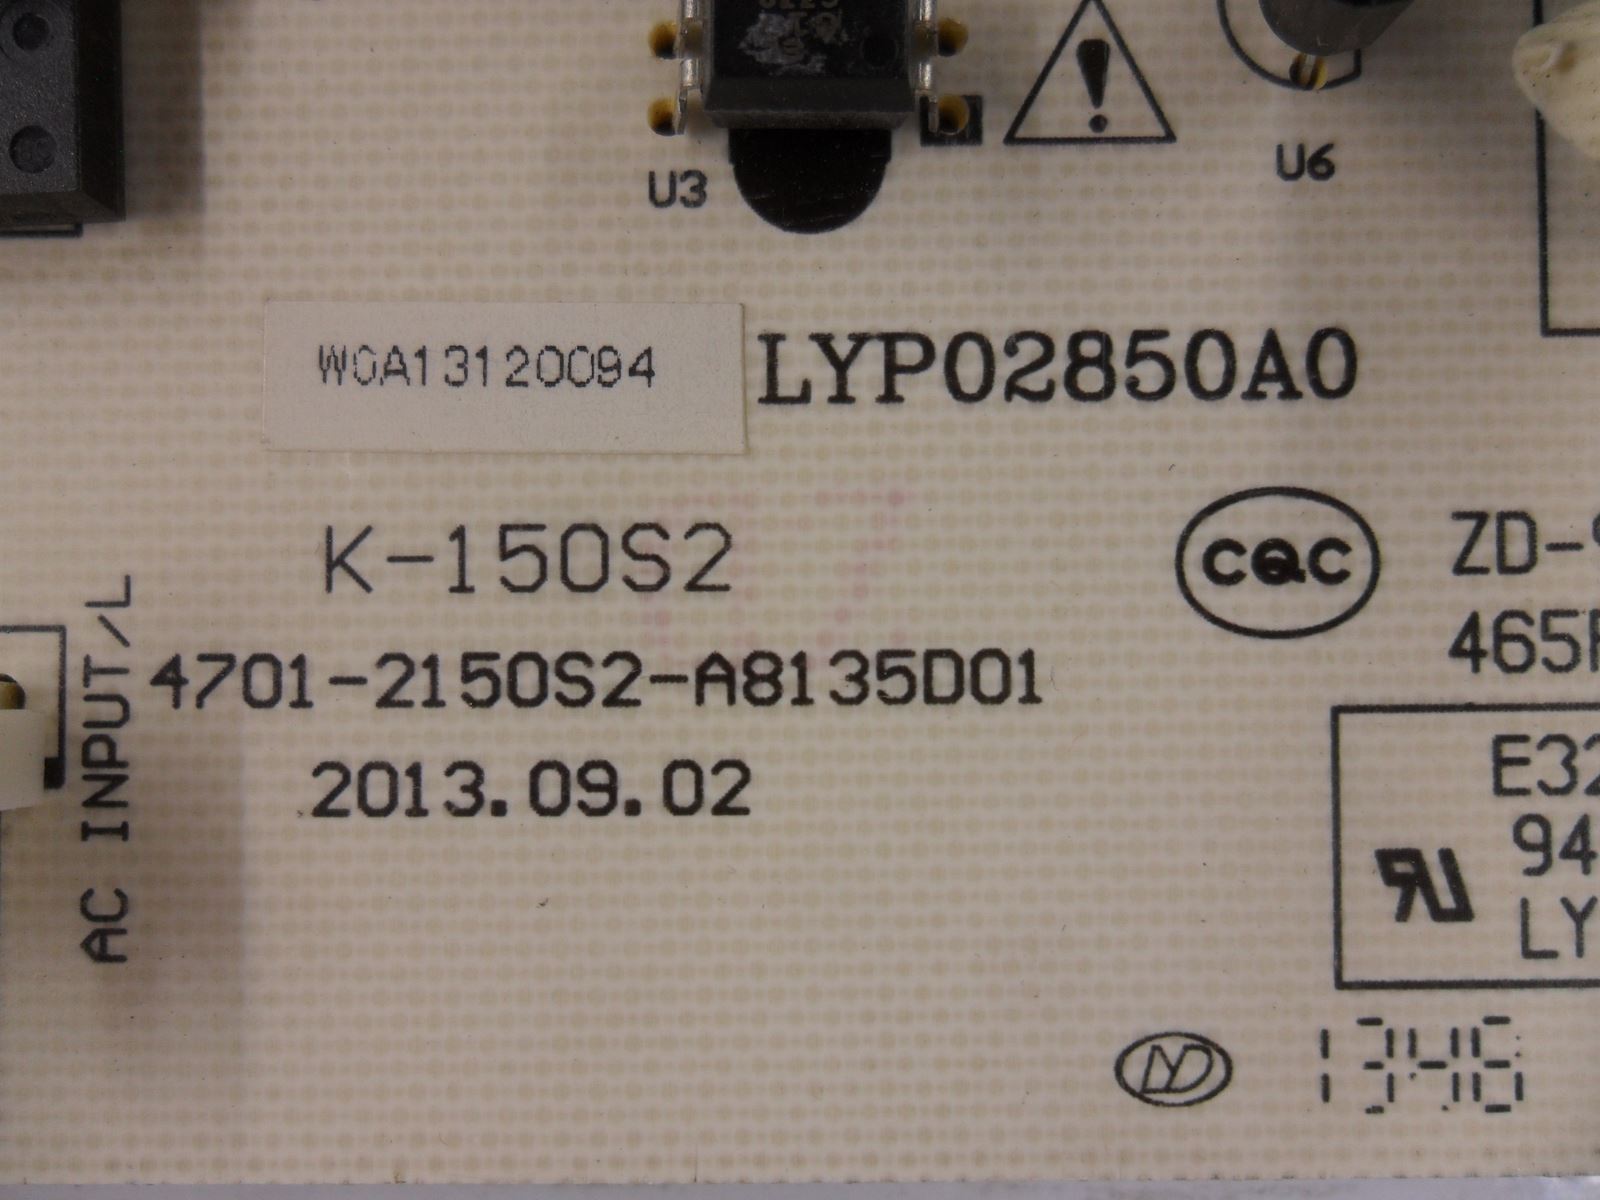 U3
U6
W0A13120094
LYP02850A0
K-150S2
CQC
ZD-
465
4701-2150S2-A8135D01
AC INPUT/L
2013.09.02
E32
94
LY
1346